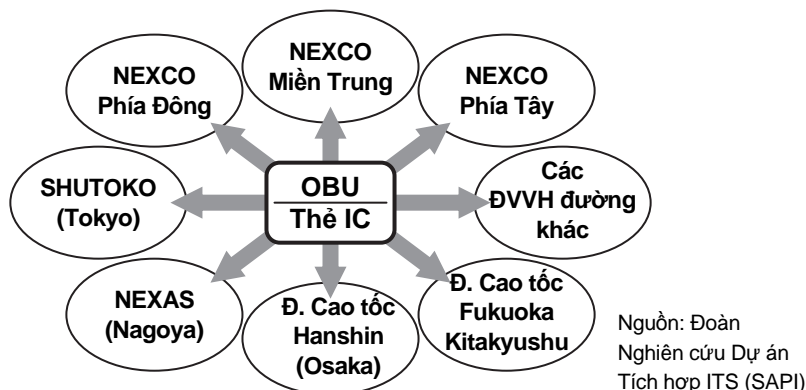 NEXCO
Phía Đông
NEXCO
Miền Trung
NEXCO
Phía Tây
SHUTOKO
(Tokyo)
OBU
Thẻ IC
Các
ĐVVH đường
khác
NEXAS
(Nagoya)
Đ. Cao tốc
Hanshin
(Osaka)
Đ. Cao tốc
Fukuoka
Kitakyushu
Nguồn: Đoàn
Nghiên cứu Dự án
Tích hợp ITS (SAPI)